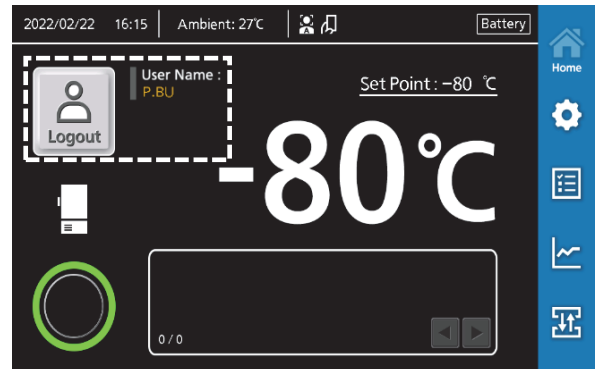 2022/02/22 16:15 Ambient: 27℃ Battery
Home
User Name :
P.BU
Logout
Set Point : −80 ℃
-80℃
0 / 0